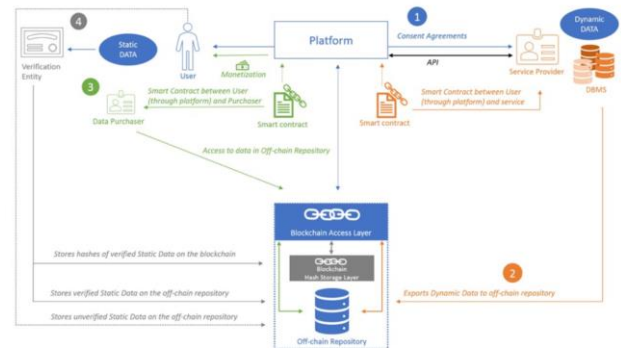 4
1
Dynamic
DATA
Static
DATA
Platform
Consent Agreements
API
Verification
Entity
User
Monetization
Service Provider
DBMS
3
Smart Contract between User
(through platform) and Purchaser
Smart Contract between User
(through platform) and service
Data Purchaser
Smart contract
Smart contract
Access to data in Off-chain Repository
Blockchain Access Layer
Stores hashes of verified Static Data on the blockchain
Blockchain
Hash Storage Layer
2
Stores verified Static Data on the off-chain repository
Exports Dynamic Data to off-chain repository
Stores unverified Static Data on the off-chain repository
Off-chain Repository